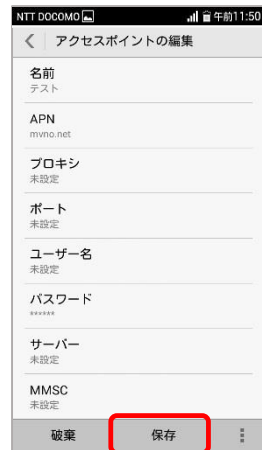 NTT DOCOMO 午前11:50
アクセスポイントの編集
名前
テスト
APN
mvno.net
プロキシ
未設定
ポート
未設定
ユーザー名
未設定
パスワード
******
サーバー
未設定
MMSC
未設定
破棄 保存